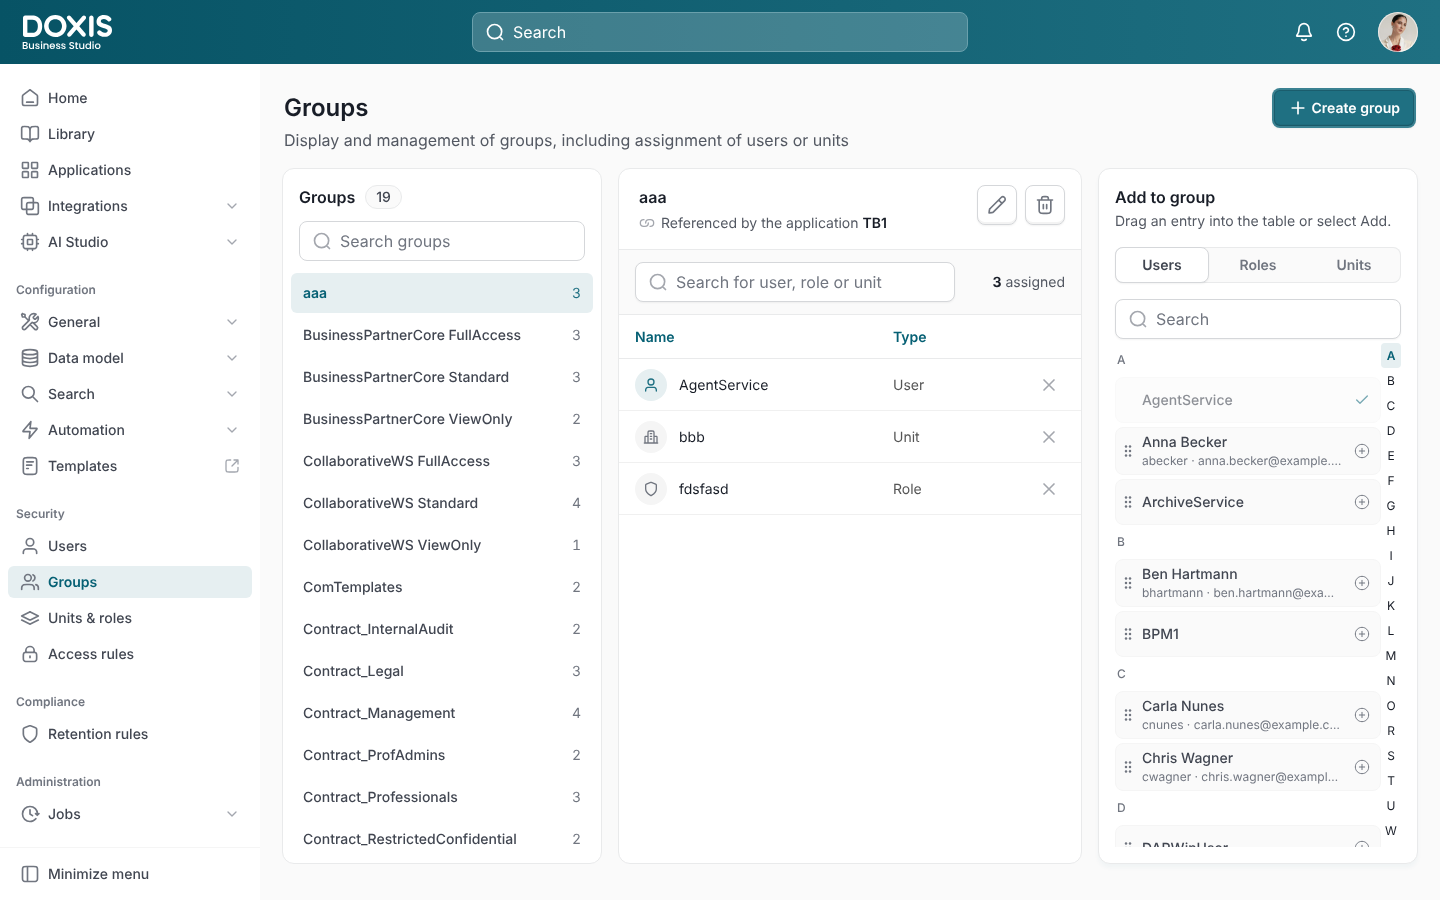 DOXIS
Business Studio
Search
Home
Library
Applications
Integrations
AI Studio
Configuration
General
Data model
Search
Automation
Templates
Security
Users
Groups
Units & roles
Access rules
Compliance
Retention rules
Administration
Jobs
Minimize menu
Groups
Display and management of groups, including assignment of users or units
Create group
Groups 19
Search groups
aaa 3
BusinessPartnerCore FullAccess 3
BusinessPartnerCore Standard 3
BusinessPartnerCore ViewOnly 2
CollaborativeWS FullAccess 3
CollaborativeWS Standard 4
CollaborativeWS ViewOnly 1
ComTemplates 2
Contract_InternalAudit 2
Contract_Legal 3
Contract_Management 4
Contract_ProfAdmins 2
Contract_Professionals 3
Contract_RestrictedConfidential 2
aaa
Referenced by the application TB1
Search for user, role or unit
3 assigned
Name Type
AgentService User
bbb Unit
fdsfasd Role
Add to group
Drag an entry into the table or select Add.
Users Roles Units
Search
A
AgentService
Anna Becker
abecker · anna.becker@example....
ArchiveService
B
Ben Hartmann
bhartmann · ben.hartmann@exa...
BPM1
C
Carla Nunes
cnunes · carla.nunes@example.c...
Chris Wagner
cwagner · chris.wagner@exampl...
D
DARWinUser
A
B
C
D
E
F
G
H
I
J
K
L
M
N
O
R
S
T
U
W